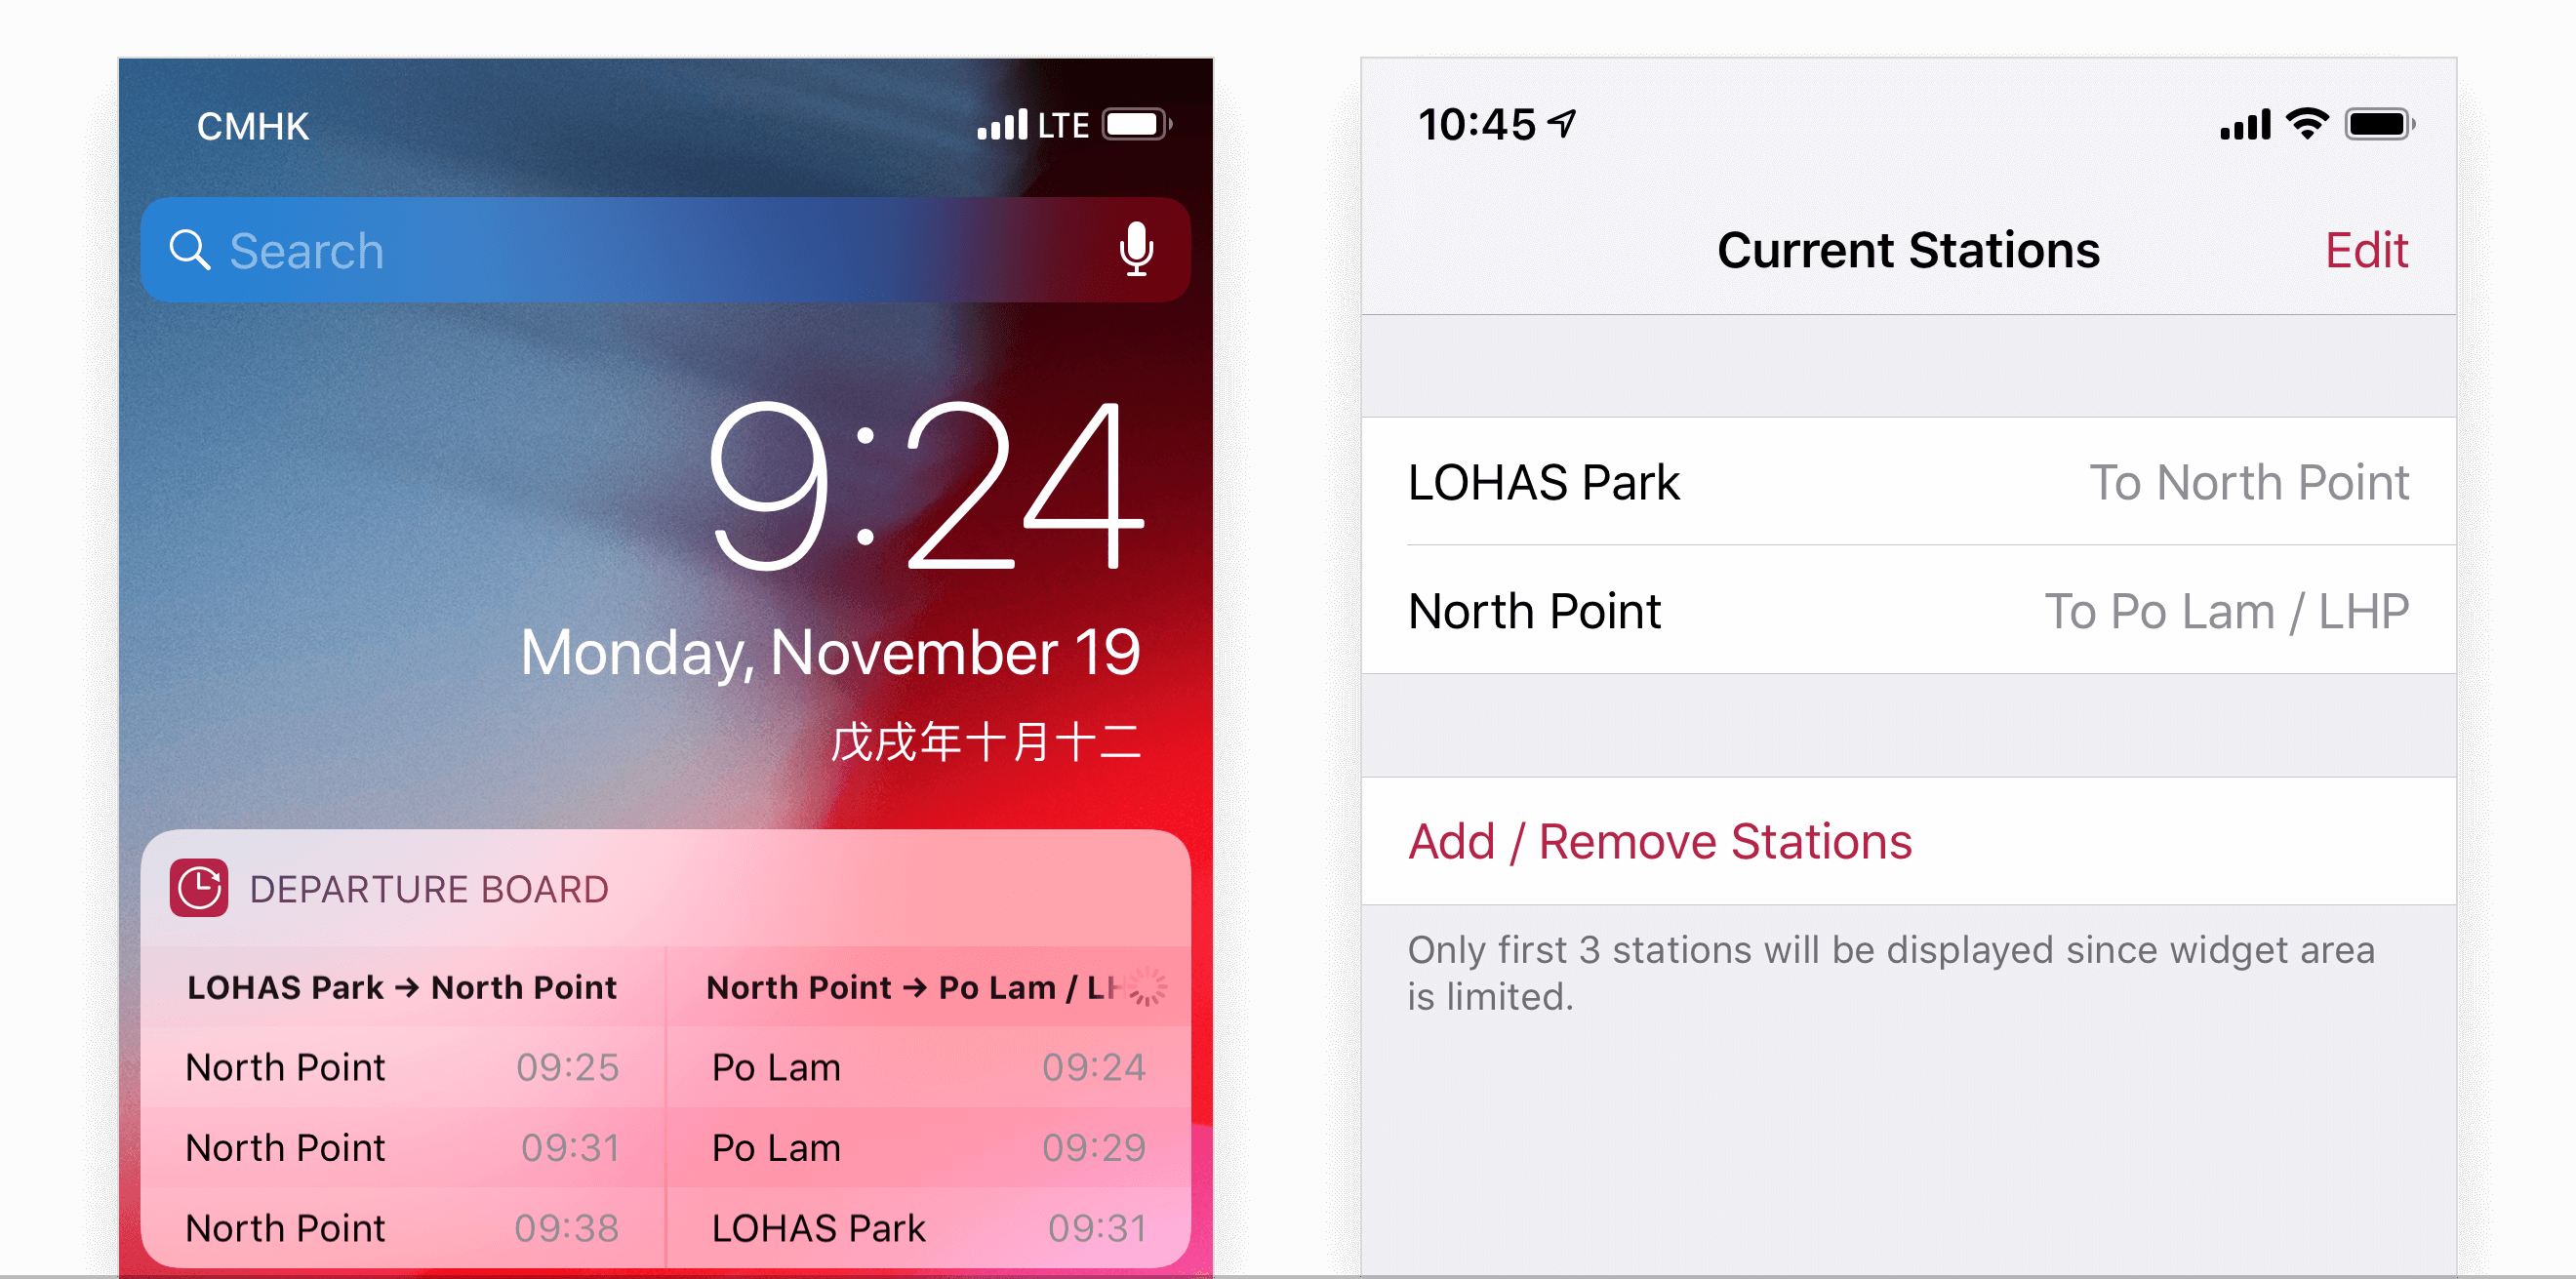 CMHK
LTE
Search
9:24
Monday, November 19
戊戌年十月十二
DEPARTURE BOARD
LOHAS Park → North Point
North Point 09:25
North Point 09:31
North Point 09:38
North Point → Po Lam / LH
Po Lam 09:24
Po Lam 09:29
LOHAS Park 09:31
10:45
Current Stations
Edit
LOHAS Park To North Point
North Point To Po Lam / LHP
Add / Remove Stations
Only first 3 stations will be displayed since widget area
is limited.